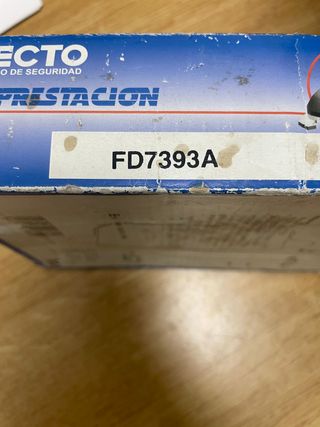 ECTO
O DE SEGURIDAD
PRESTACION
FD7393A